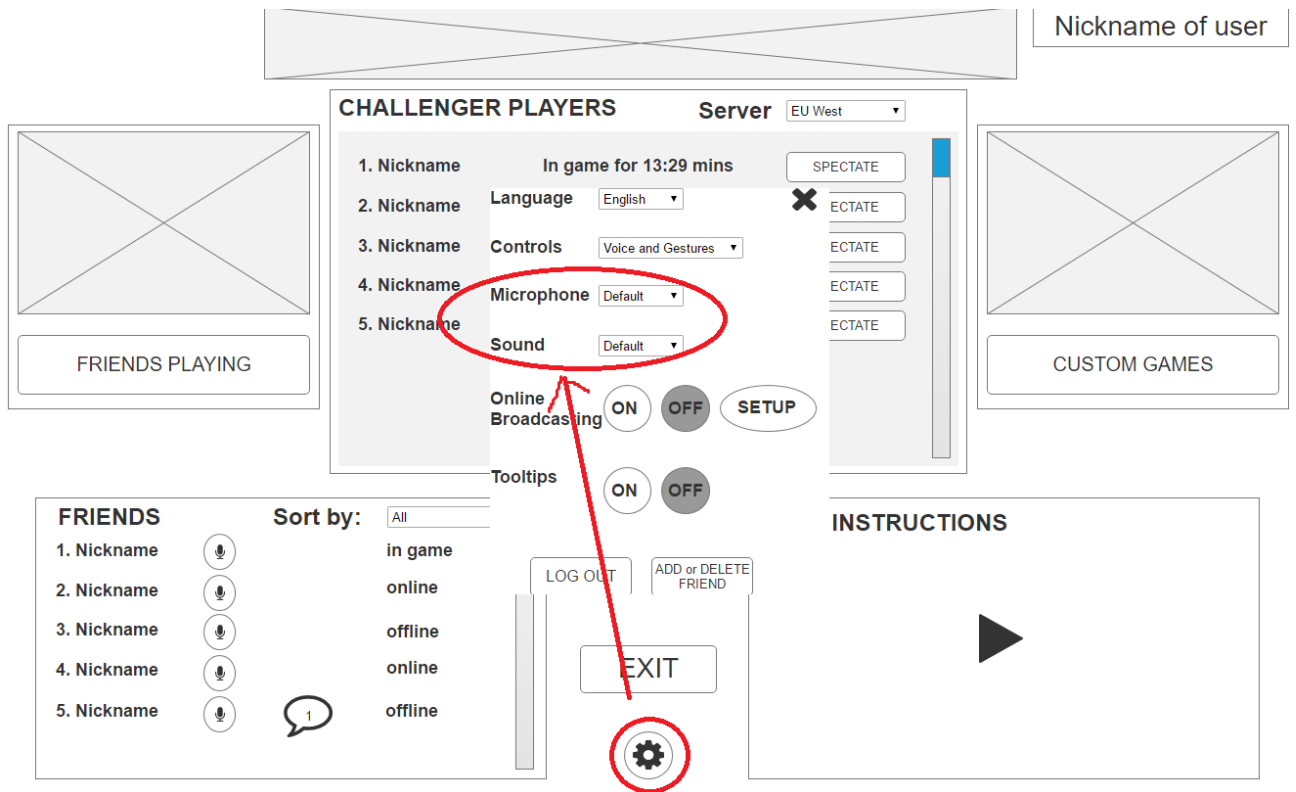 Nickname of user
CHALLENGER PLAYERS
Server EU West
1. Nickname In game for 13:29 mins SPECTATE
2. Nickname ECTATE
3. Nickname ECTATE
4. Nickname ECTATE
5. Nickname ECTATE
Language English
Controls Voice and Gestures
Microphone Default
Sound Default
Online
Broadcasting ON OFF SETUP
Tooltips ON OFF
LOG OUT
ADD or DELETE
FRIEND
FRIENDS PLAYING
CUSTOM GAMES
FRIENDS Sort by: All
1. Nickname in game
2. Nickname online
3. Nickname offline
4. Nickname online
5. Nickname 1 offline
EXIT
INSTRUCTIONS